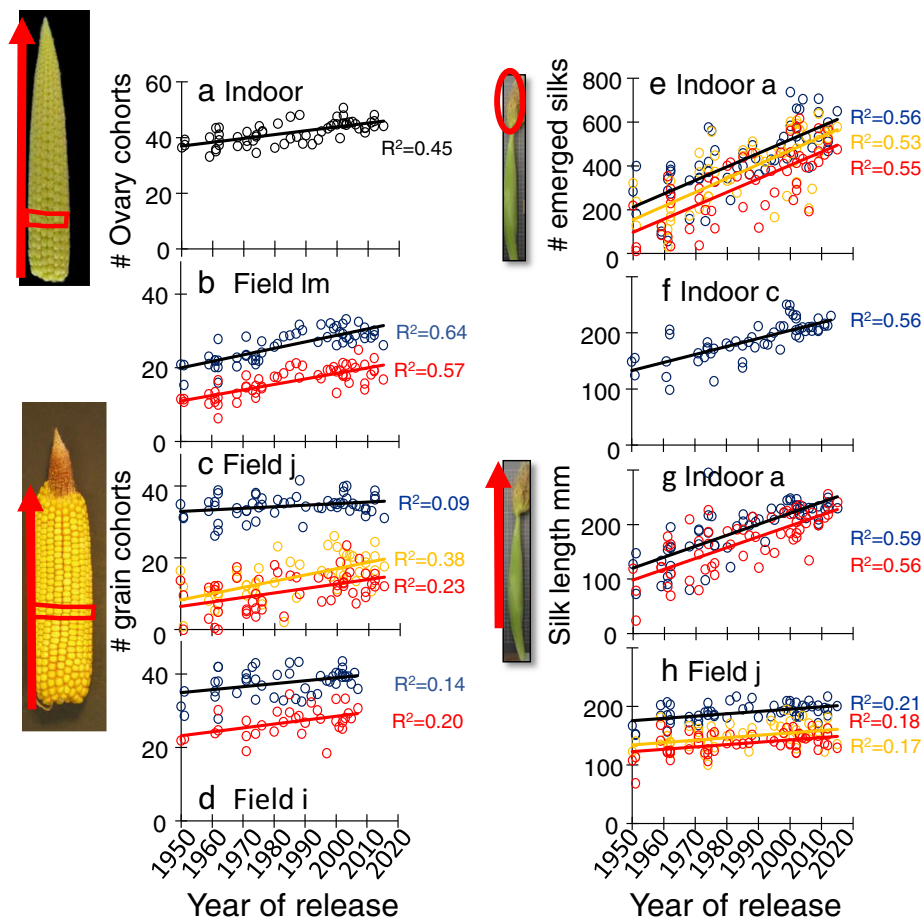 a Indoor
# Ovary cohorts
60
40
20
0
R²=0.45
b Field lm
40
20
0
R²=0.64
R²=0.57
c Field j
# grain cohorts
40
20
0
R²=0.09
R²=0.38
R²=0.23
60
40
20
0
R²=0.14
R²=0.20
d Field i
1950
1960
1970
1980
1990
2000
2010
2020
Year of release
e Indoor a
# emerged silks
800
600
400
200
0
R²=0.56
R²=0.53
R²=0.55
f Indoor c
200
100
0
R²=0.56
g Indoor a
Silk length mm
200
100
0
R²=0.59
R²=0.56
h Field j
200
100
0
R²=0.21
R²=0.18
R²=0.17
1950
1960
1970
1980
1990
2000
2010
2020
Year of release